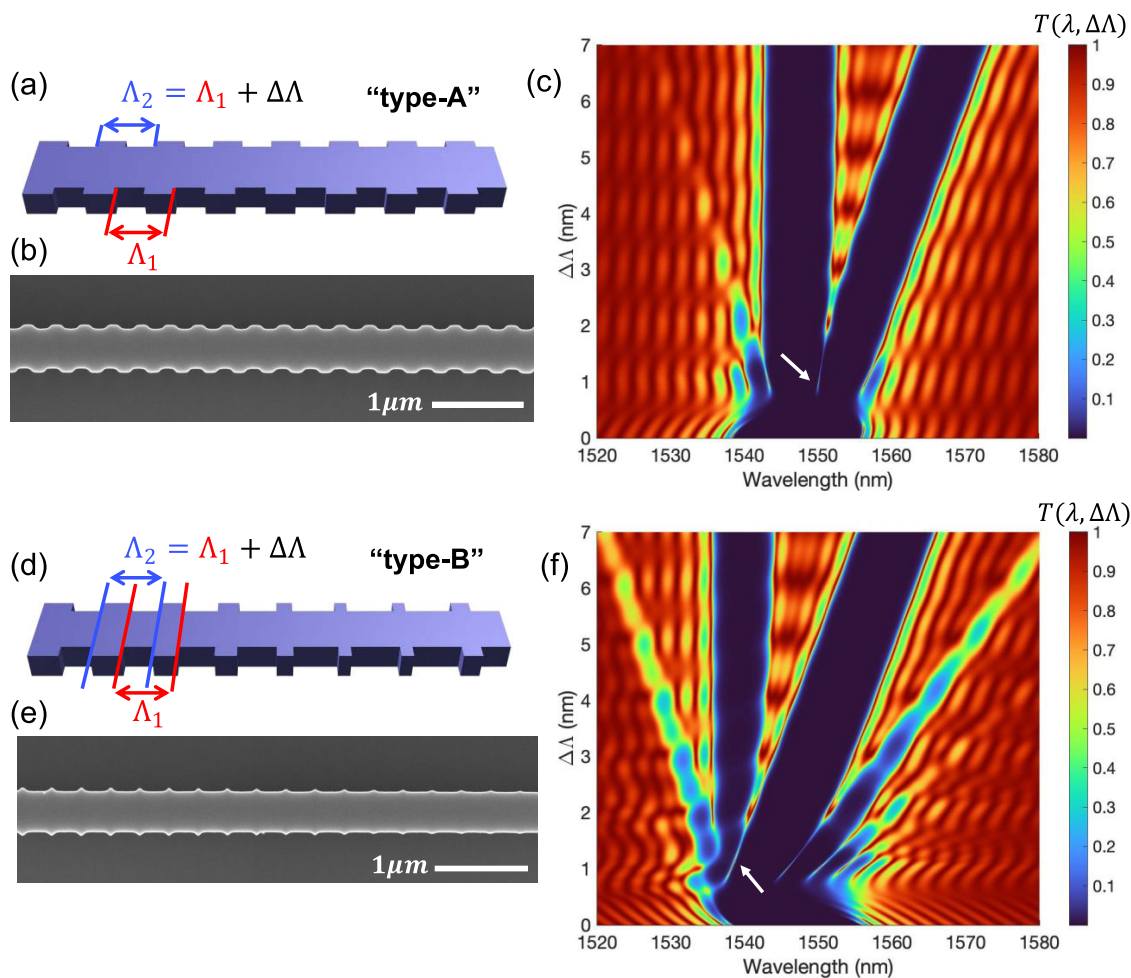 (a)
Λ₂ = Λ₁ + ΔΛ
“type-A”
Λ₁
(b)
1μm
(c)
T(λ, ΔΛ)
7
6
5
4
3
2
1
0
ΔΛ (nm)
1520 1530 1540 1550 1560 1570 1580
Wavelength (nm)
1
0.9
0.8
0.7
0.6
0.5
0.4
0.3
0.2
0.1
(d)
Λ₂ = Λ₁ + ΔΛ
“type-B”
Λ₁
(e)
1μm
(f)
T(λ, ΔΛ)
7
6
5
4
3
2
1
0
ΔΛ (nm)
1520 1530 1540 1550 1560 1570 1580
Wavelength (nm)
1
0.9
0.8
0.7
0.6
0.5
0.4
0.3
0.2
0.1